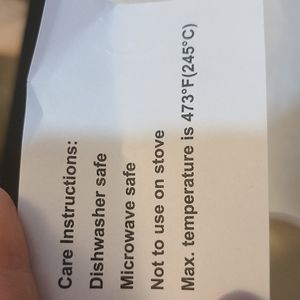 Care Instructions:
Dishwasher safe
Microwave safe
Not to use on stove
Max. temperature is 473°F(245°C)